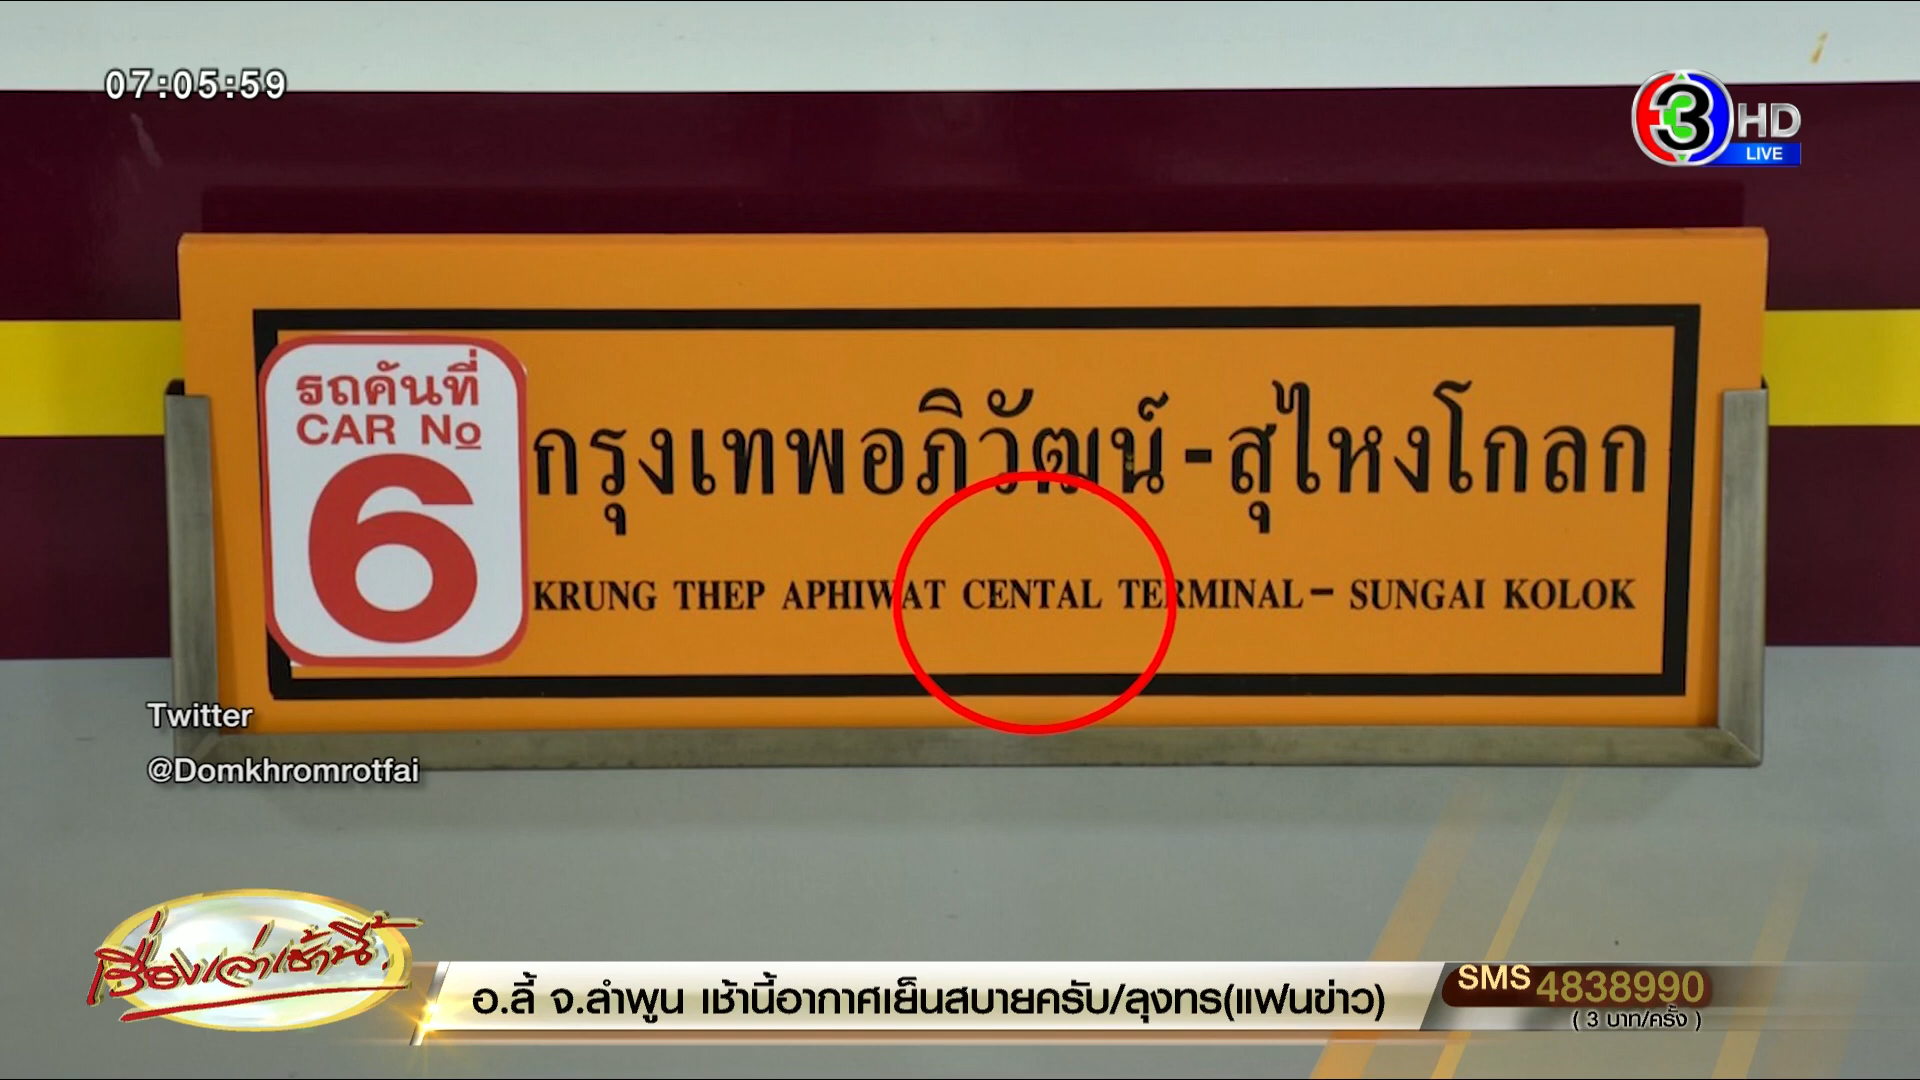 07:05:59
3 HD
LIVE
รถคันที่
CAR No
6
กรุงเทพอภิวัฒน์-สุไหงโกลก
KRUNG THEP APHIWAT CENTAL TERMINAL - SUNGAI KOLOK
Twitter
@Domkhromrotfai
เรื่องเล่าเช้านี้
อ.ลี้ จ.ลำพูน เช้านี้อากาศเย็นสบายครับ/ลุงทร(แฟนข่าว)
SMS 4838990
( 3 บาท/ครั้ง )